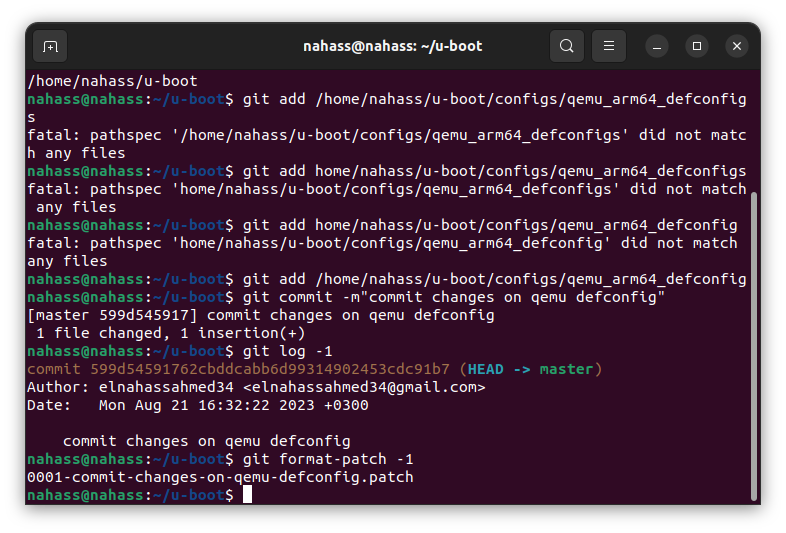 nahass@nahass: ~/u-boot
/home/nahass/u-boot
nahass@nahass:~/u-boot$ git add /home/nahass/u-boot/configs/qemu_arm64_defconfig
s
fatal: pathspec '/home/nahass/u-boot/configs/qemu_arm64_defconfigs' did not matc
h any files
nahass@nahass:~/u-boot$ git add home/nahass/u-boot/configs/qemu_arm64_defconfigs
fatal: pathspec 'home/nahass/u-boot/configs/qemu_arm64_defconfigs' did not match
 any files
nahass@nahass:~/u-boot$ git add home/nahass/u-boot/configs/qemu_arm64_defconfig
fatal: pathspec 'home/nahass/u-boot/configs/qemu_arm64_defconfig' did not match
any files
nahass@nahass:~/u-boot$ git add /home/nahass/u-boot/configs/qemu_arm64_defconfig
nahass@nahass:~/u-boot$ git commit -m"commit changes on qemu defconfig"
[master 599d545917] commit changes on qemu defconfig
 1 file changed, 1 insertion(+)
nahass@nahass:~/u-boot$ git log -1
commit 599d54591762cbddcabb6d99314902453cdc91b7 (HEAD -> master)
Author: elnahassahmed34 <elnahassahmed34@gmail.com>
Date:   Mon Aug 21 16:32:22 2023 +0300
    commit changes on qemu defconfig
nahass@nahass:~/u-boot$ git format-patch -1
0001-commit-changes-on-qemu-defconfig.patch
nahass@nahass:~/u-boot$